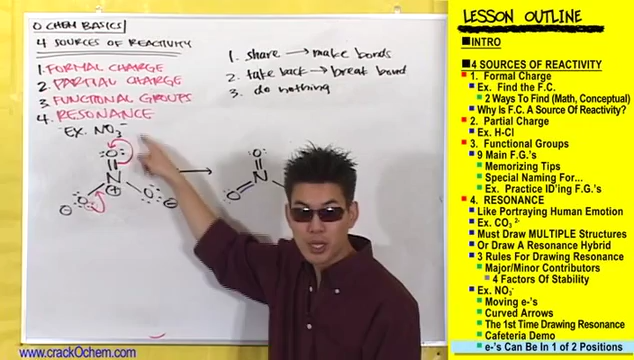 O CHEM BASICS
4 SOURCES OF REACTIVITY
1. FORMAL CHARGE
2. PARTIAL CHARGE
3. FUNCTIONAL GROUPS
4. RESONANCE
EX. NO3-
O
N
O
O
1. share → make bonds
2. take back → break bond
3. do nothing
O
N
O
www.crackOchem.com
LESSON OUTLINE
INTRO
4 SOURCES OF REACTIVITY
1. Formal Charge
Ex. Find the F.C.
2 Ways To Find (Math, Conceptual)
Why Is F.C. A Source Of Reactivity?
2. Partial Charge
Ex. H-Cl
3. Functional Groups
9 Main F.G.'s
Memorizing Tips
Special Naming For...
Ex. Practice ID'ing F.G.'s
4. RESONANCE
Like Portraying Human Emotion
Ex. CO3 2-
Must Draw MULTIPLE Structures
Or Draw A Resonance Hybrid
3 Rules For Drawing Resonance
Major/Minor Contributors
4 Factors Of Stability
Ex. NO3-
Moving e-'s
Curved Arrows
The 1st Time Drawing Resonance
Cafeteria Demo
e-'s Can Be In 1 of 2 Positions